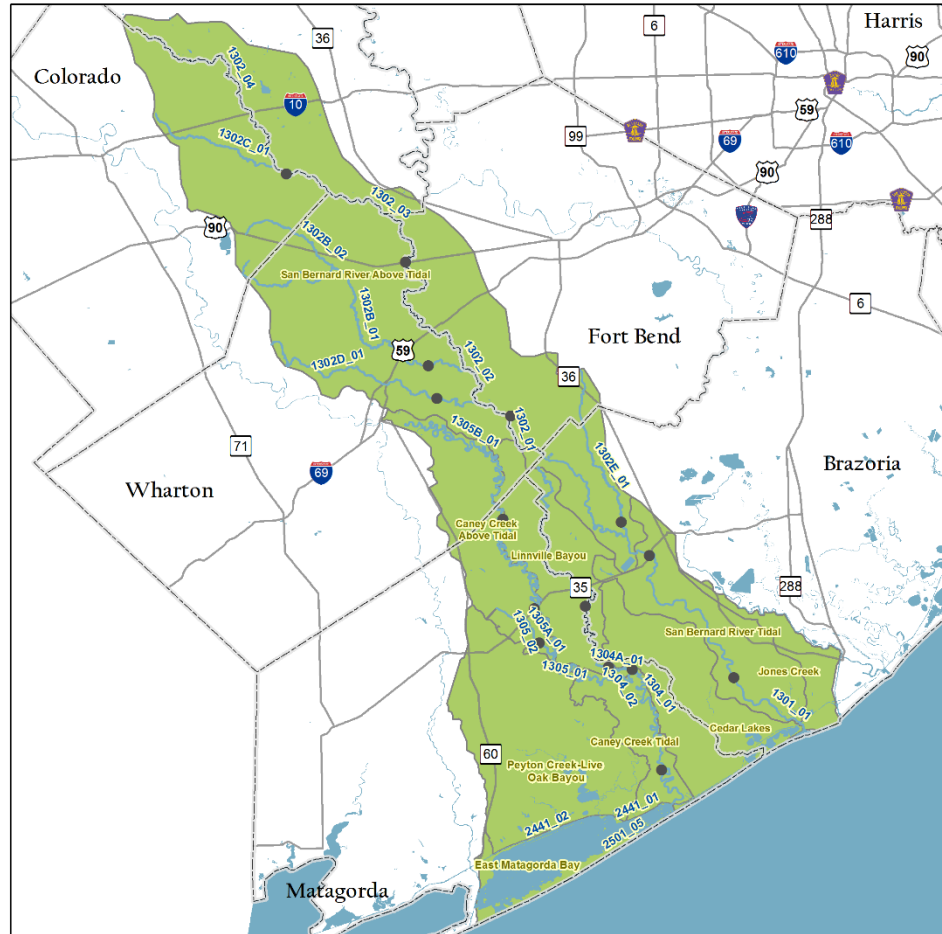 Harris
6
36
610
90
Colorado
1302_04
10
59
99
69
610
1302C_01
90
1302_03
288
90
1302B_02
San Bernard River Above Tidal
6
1302B_01
Fort Bend
59
1302_02
1302D_01
36
1305B_01
1302_01
71
1302E_01
Brazoria
69
Wharton
Caney Creek
Above Tidal
Linnville Bayou
35
288
1305A_01
1305_02
San Bernard River Tidal
1304A_01
1305_01
1304_02
1304_01
Jones Creek
1301_01
Cedar Lakes
Caney Creek Tidal
60
Peyton Creek-Live
Oak Bayou
2441_01
2441_02
2501_05
East Matagorda Bay
Matagorda